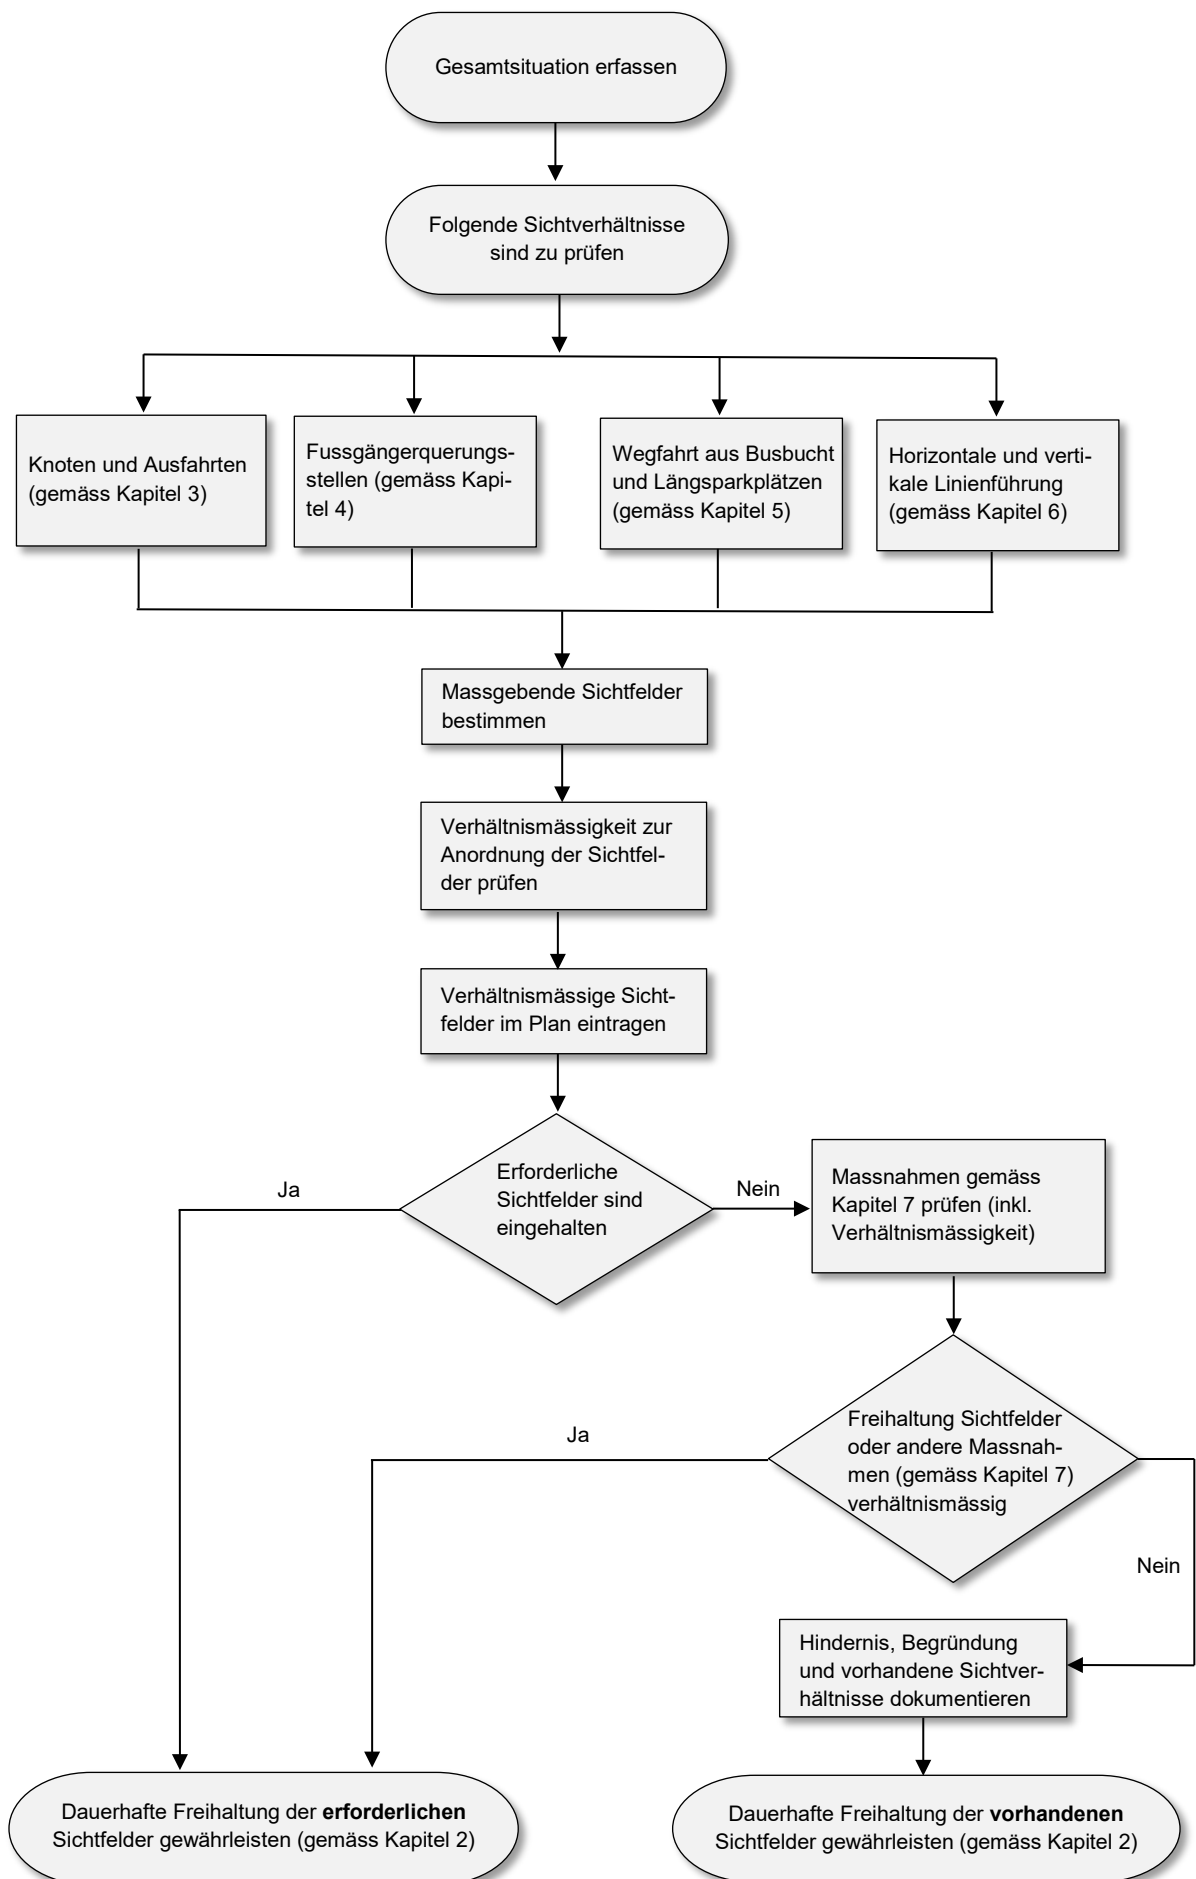 Gesamtsituation erfassen
Folgende Sichtverhältnisse
sind zu prüfen
Knoten und Ausfahrten
(gemäss Kapitel 3)
Fussgängerquerungs-
stellen (gemäss Kapi-
tel 4)
Wegfahrt aus Busbucht
und Längsparkplätzen
(gemäss Kapitel 5)
Horizontale und verti-
kale Linienführung
(gemäss Kapitel 6)
Massgebende Sichtfelder
bestimmen
Verhältnismässigkeit zur
Anordnung der Sichtfel-
der prüfen
Verhältnismässige Sicht-
felder im Plan eintragen
Erforderliche
Sichtfelder sind
eingehalten
Ja
Nein
Massnahmen gemäss
Kapitel 7 prüfen (inkl.
Verhältnismässigkeit)
Freihaltung Sichtfelder
oder andere Massnah-
men (gemäss Kapitel 7)
verhältnismässig
Ja
Nein
Hindernis, Begründung
und vorhandene Sichtver-
hältnisse dokumentieren
Dauerhafte Freihaltung der erforderlichen
Sichtfelder gewährleisten (gemäss Kapitel 2)
Dauerhafte Freihaltung der vorhandenen
Sichtfelder gewährleisten (gemäss Kapitel 2)